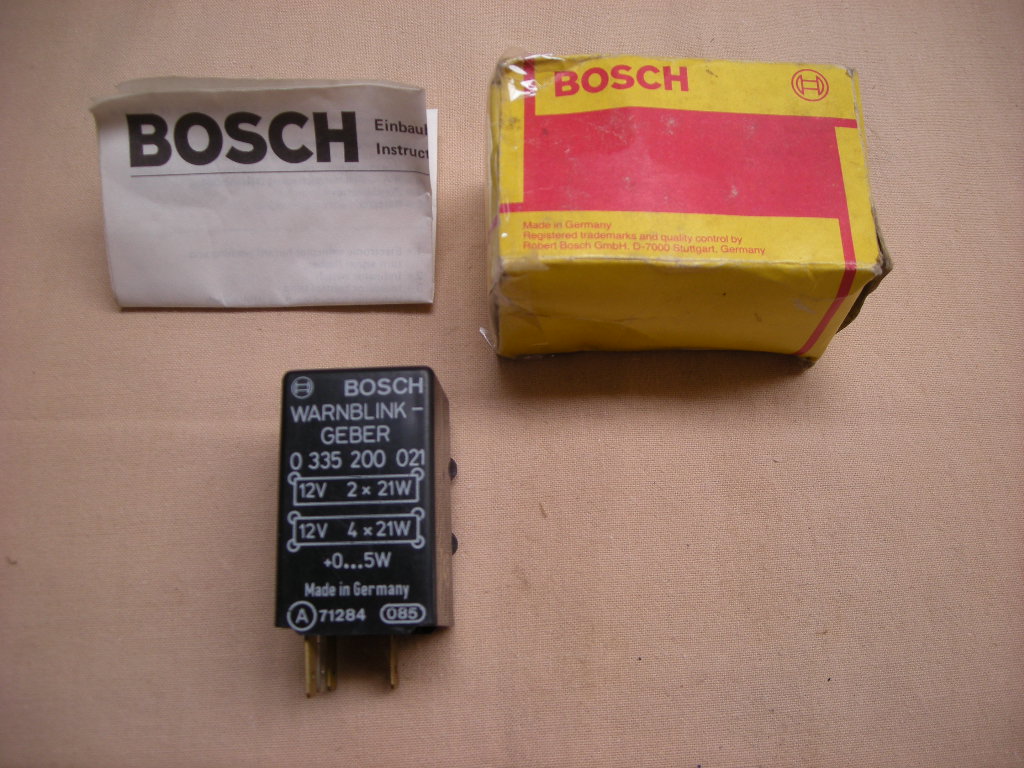 BOSCH Einbau
Instruc
BOSCH
Made in Germany
Registered trademarks and quality control by
Robert Bosch GmbH, D-7000 Stuttgart, Germany
BOSCH
WARNBLINK-
GEBER
0 335 200 021
12V 2 x 21W
12V 4 x 21W
+0...5W
Made in Germany
A 71284 085